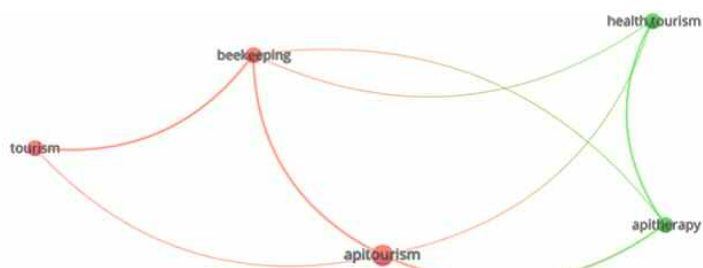 health tourism
beekeeping
tourism
apitherapy
apitourism